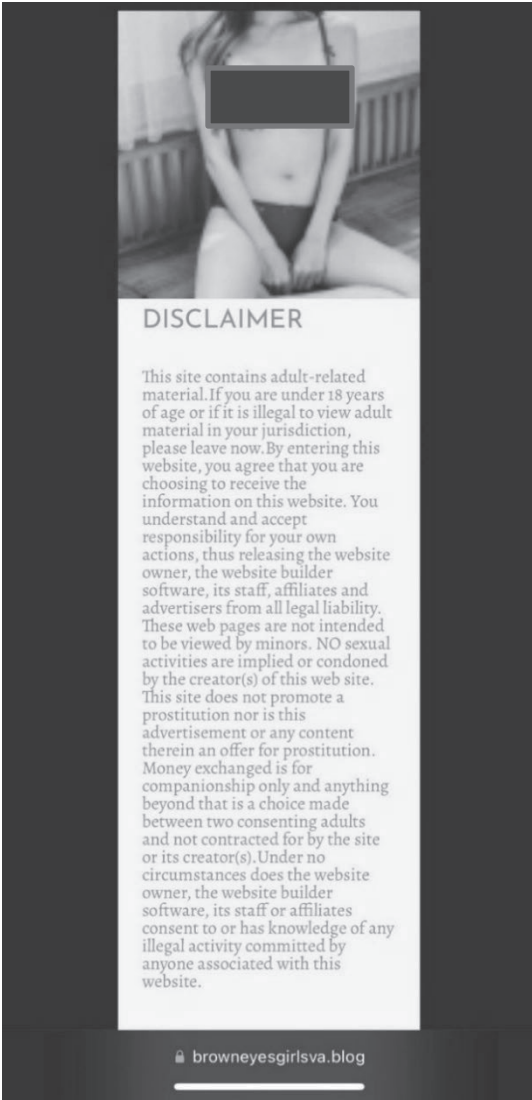 DISCLAIMER
This site contains adult-related
material.If you are under 18 years
of age or if it is illegal to view adult
material in your jurisdiction,
please leave now.By entering this
website, you agree that you are
choosing to receive the
information on this website. You
understand and accept
responsibility for your own
actions, thus releasing the website
owner, the website builder
software, its staff, affiliates and
advertisers from all legal liability.
These web pages are not intended
to be viewed by minors. NO sexual
activities are implied or condoned
by the creator(s) of this web site.
This site does not promote a
prostitution nor is this
advertisement or any content
therein an offer for prostitution.
Money exchanged is for
companionship only and anything
beyond that is a choice made
between two consenting adults
and not contracted for by the site
or its creator(s).Under no
circumstances does the website
owner, the website builder
software, its staff or affiliates
consent to or has knowledge of any
illegal activity committed by
anyone associated with this
website.
browneyesgirlsva.blog